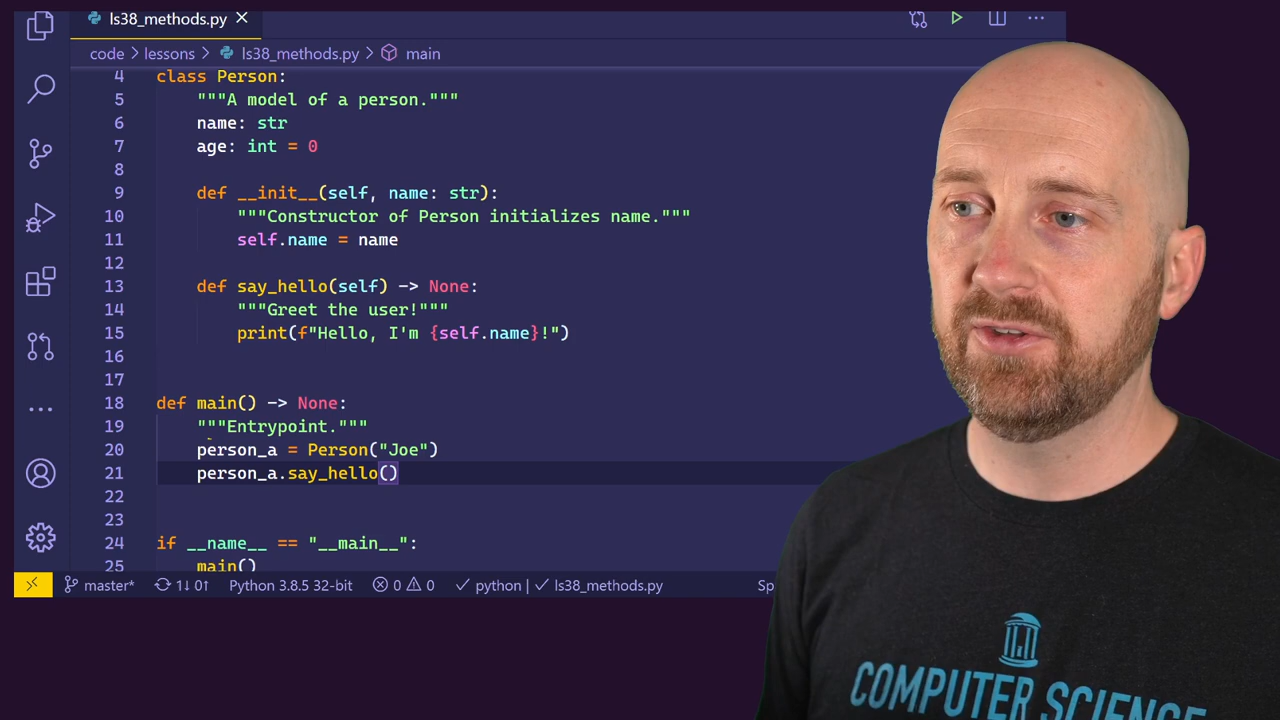 ls38_methods.py
code > lessons > ls38_methods.py > main
4 class Person:
5 """A model of a person."""
6 name: str
7 age: int = 0
8
9 def __init__(self, name: str):
10 """Constructor of Person initializes name."""
11 self.name = name
12
13 def say_hello(self) -> None:
14 """Greet the user!"""
15 print(f"Hello, I'm {self.name}!")
16
17
18 def main() -> None:
19 """Entrypoint."""
20 person_a = Person("Joe")
21 person_a.say_hello()
22
23
24 if __name__ == "__main__":
25 main()
master* 1↓ 0↑ Python 3.8.5 32-bit 0 0 python | ls38_methods.py Sp
COMPUTER SCIENCE